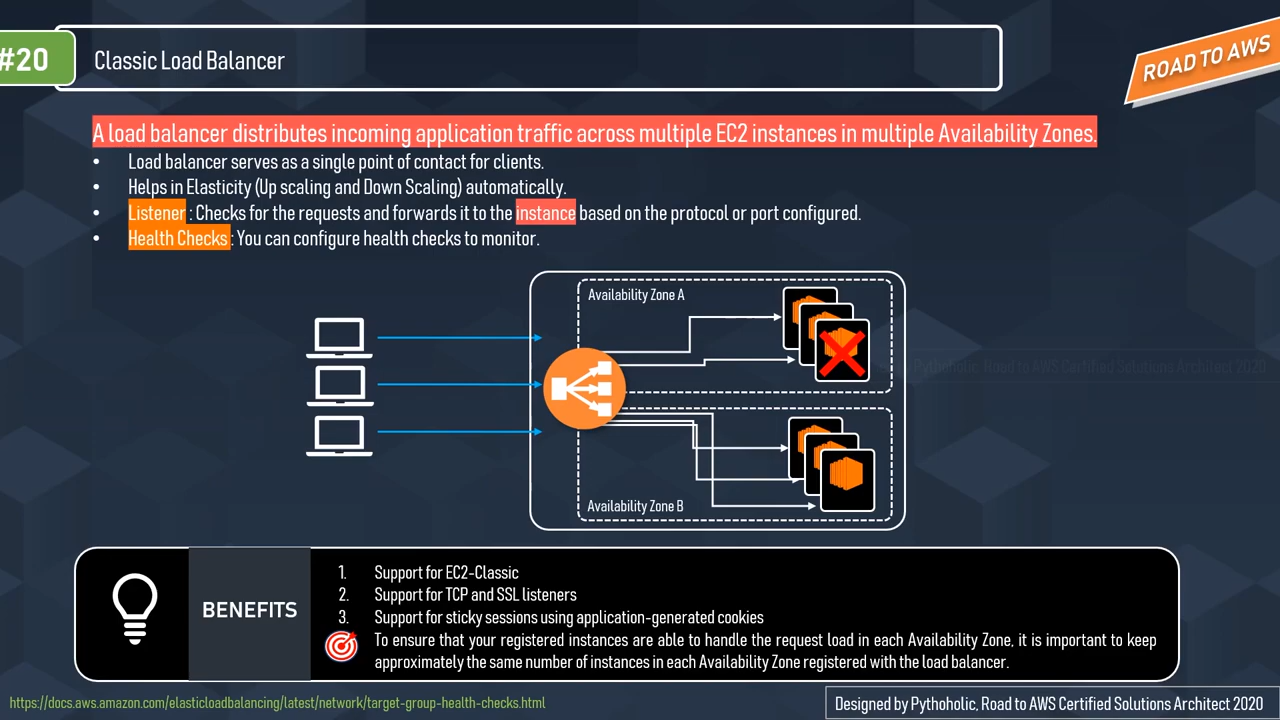 #20
Classic Load Balancer
ROAD TO AWS
A load balancer distributes incoming application traffic across multiple EC2 instances in multiple Availability Zones.
• Load balancer serves as a single point of contact for clients.
• Helps in Elasticity (Up scaling and Down Scaling) automatically.
• Listener : Checks for the requests and forwards it to the instance based on the protocol or port configured.
• Health Checks : You can configure health checks to monitor.
Availability Zone A
Pythoholic, Road to AWS Certified Solutions Architect 2020
Availability Zone B
BENEFITS
1. Support for EC2-Classic
2. Support for TCP and SSL listeners
3. Support for sticky sessions using application-generated cookies
To ensure that your registered instances are able to handle the request load in each Availability Zone, it is important to keep
approximately the same number of instances in each Availability Zone registered with the load balancer.
https://docs.aws.amazon.com/elasticloadbalancing/latest/network/target-group-health-checks.html
Designed by Pythoholic, Road to AWS Certified Solutions Architect 2020